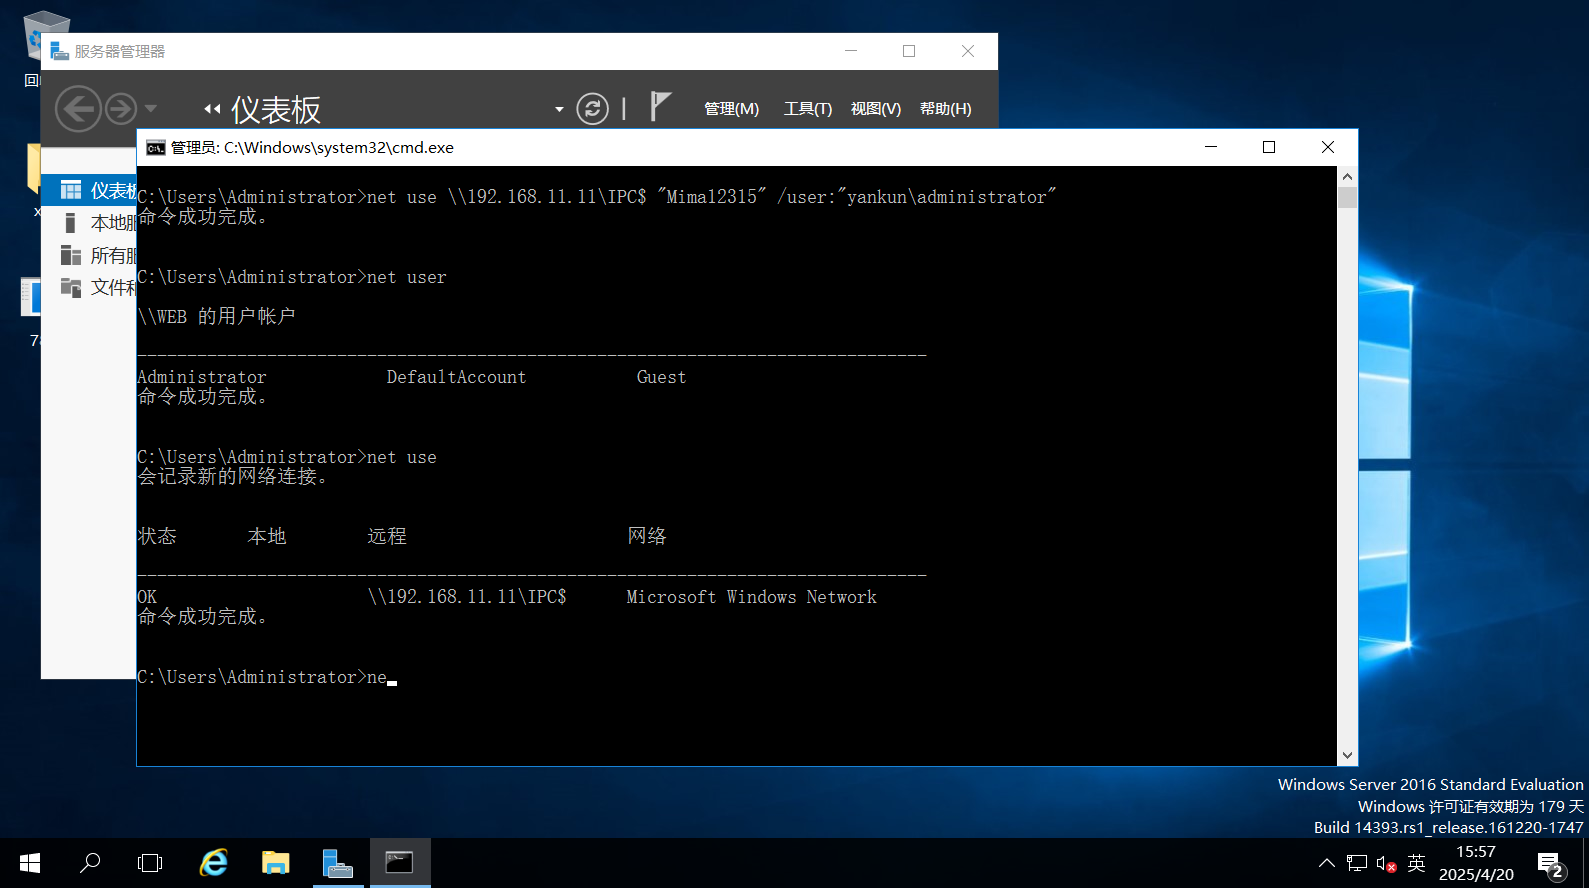 回
服务器管理器
仪表板
管理(M) 工具(T) 视图(V) 帮助(H)
管理员: C:\Windows\system32\cmd.exe
仪表板
本地服
所有服
文件和
x
78
C:\Users\Administrator>net use \\192.168.11.11\IPC$ "Mima12315" /user:"yankun\administrator"
命令成功完成。
C:\Users\Administrator>net user
\\WEB 的用户帐户
-------------------------------------------------------------------------------
Administrator DefaultAccount Guest
命令成功完成。
C:\Users\Administrator>net use
会记录新的网络连接。
状态 本地 远程 网络
-------------------------------------------------------------------------------
OK \\192.168.11.11\IPC$ Microsoft Windows Network
命令成功完成。
C:\Users\Administrator>ne
Windows Server 2016 Standard Evaluation
Windows 许可证有效期为 179 天
Build 14393.rs1_release.161220-1747
英
15:57
2025/4/20
2